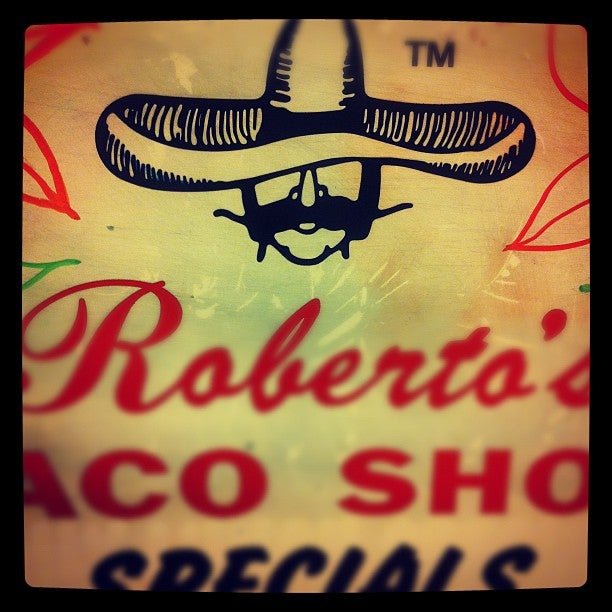 TM
Roberto's
ACO SHO
SPECIALS